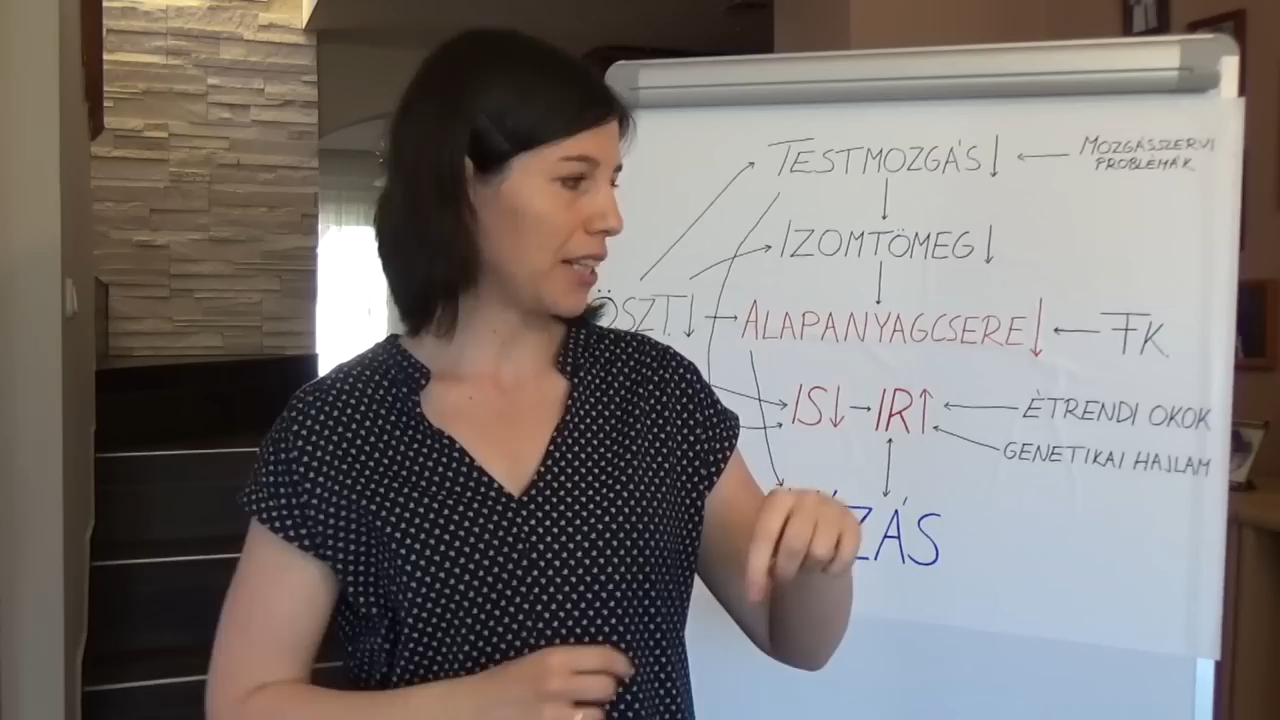 TESTMOZGÁS↓ ← MOZGÁSSZERVI
PROBLÉMÁK
IZOMTÖMEG↓
ÖSZT.↓ → ALAPANYAGCSERE↓ ← FK.
IS↓ → IR↑ ← ÉTRENDI OKOK
GENETIKAI HAJLAM
ZÁS